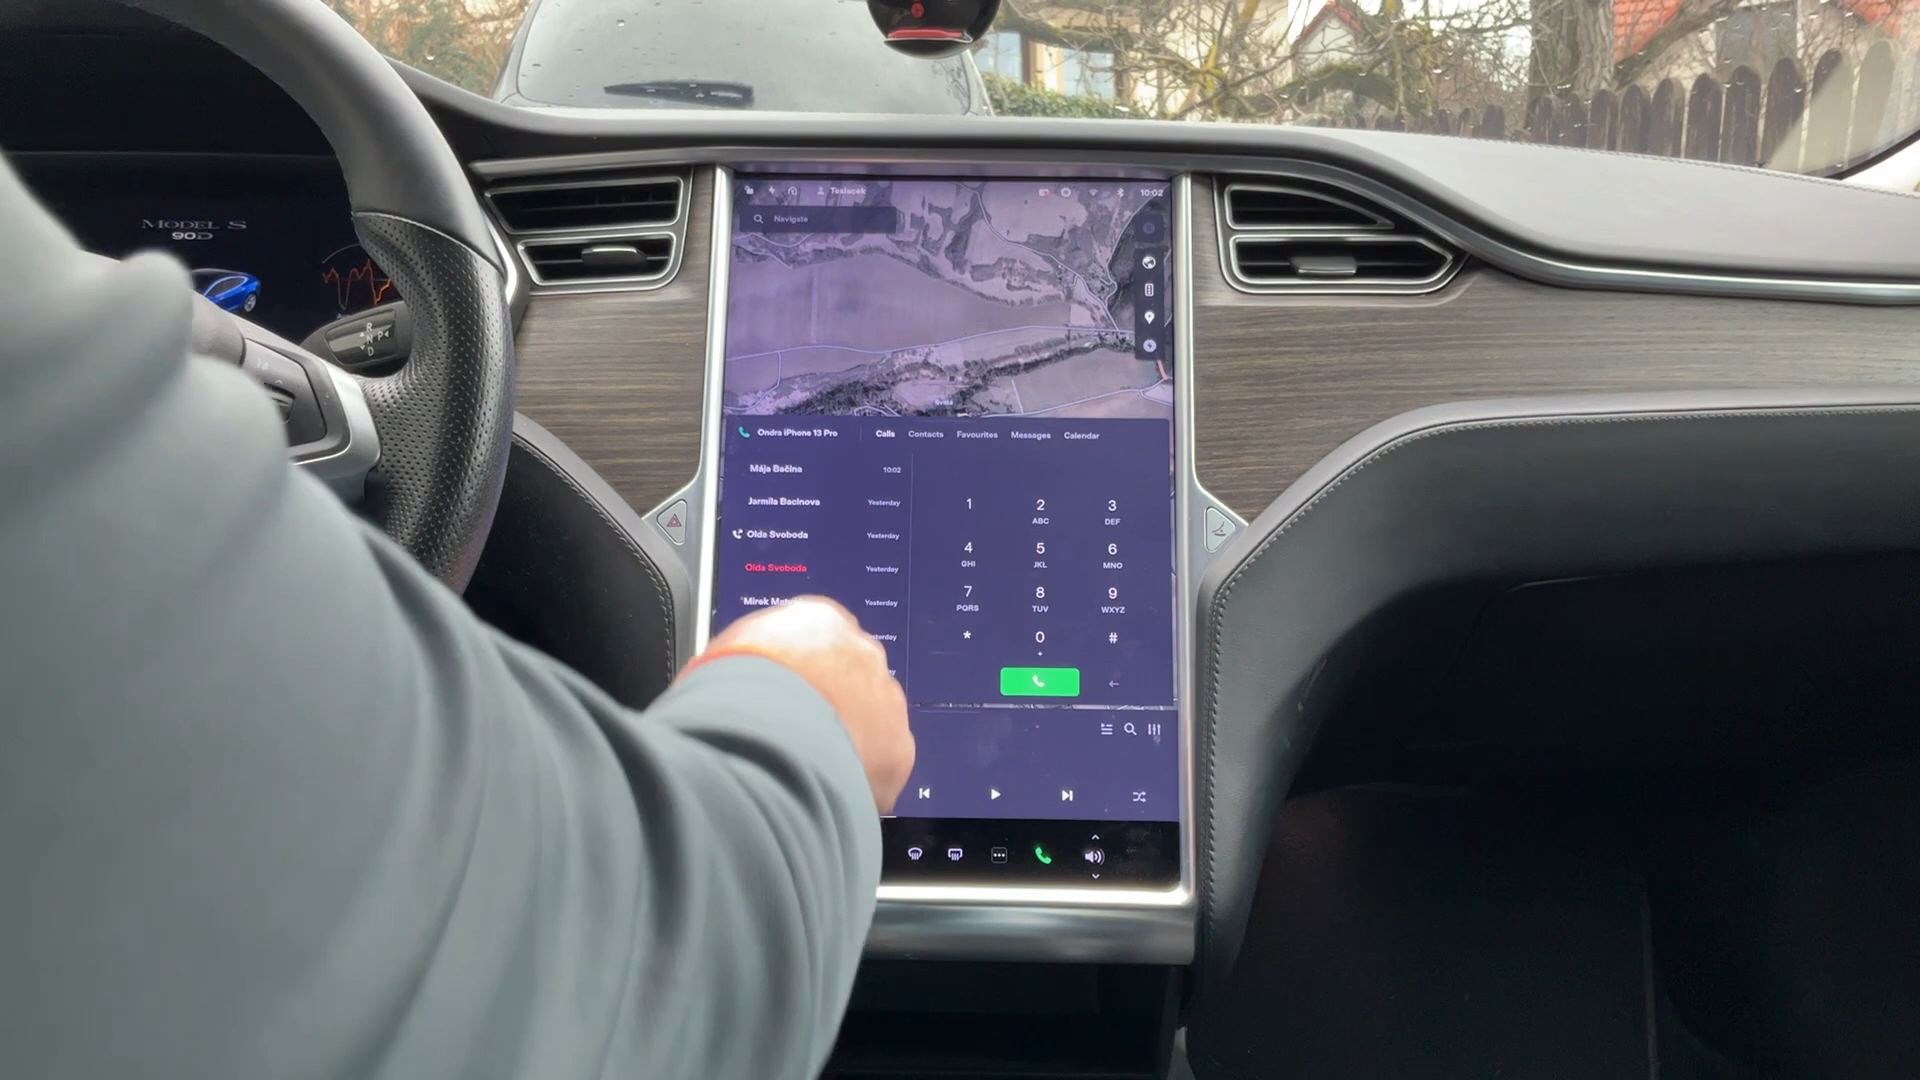 MODEL S
90D
R
N P
D
Teslacek
10:02
Navigate
Světá
Ondra iPhone 13 Pro
Calls Contacts Favourites Messages Calendar
Mája Bačina 10:02
Jarmila Bacinova Yesterday
Olda Svoboda Yesterday
Olda Svoboda Yesterday
Mirek Yesterday
1 2 3
ABC DEF
4 5 6
GHI JKL MNO
7 8 9
PQRS TUV WXYZ
* 0 #
+